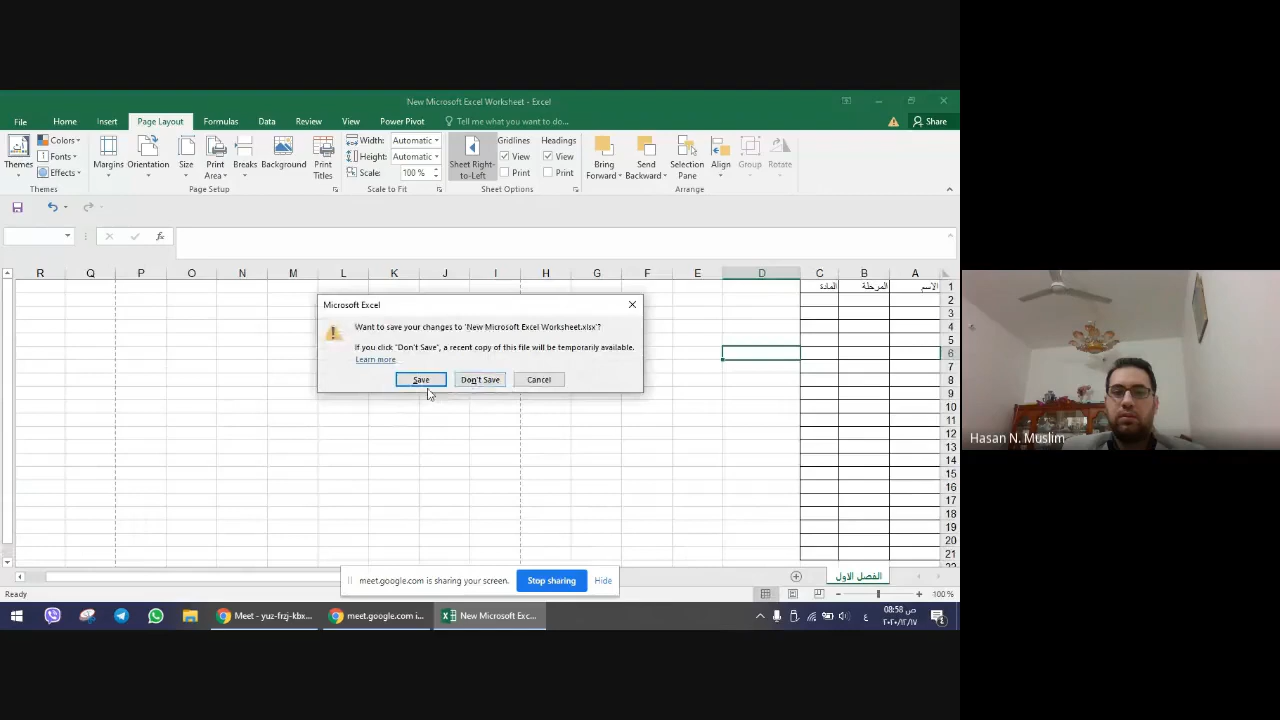 New Microsoft Excel Worksheet - Excel
File Home Insert Page Layout Formulas Data Review View Power Pivot Tell me what you want to do... Share
Themes Colors Fonts Effects Themes
Margins Orientation Size Print Area Breaks Background Print Titles Page Setup
Width: Automatic
Height: Automatic
Scale: 100 %
Scale to Fit
Sheet Right-to-Left
Gridlines View Print
Headings View Print
Sheet Options
Bring Forward Send Backward Selection Pane Align Group Rotate
Arrange
fx
R Q P O N M L K J I H G F E D C B A
المادة المرحلة الاسم 1
2
3
4
5
6
7
8
9
10
11
12
13
14
15
16
17
18
19
20
21
Microsoft Excel
Want to save your changes to 'New Microsoft Excel Worksheet.xlsx'?
If you click "Don't Save", a recent copy of this file will be temporarily available.
Learn more
Save Don't Save Cancel
Hasan N. Muslim
الفصل الاول
meet.google.com is sharing your screen. Stop sharing Hide
Ready 100 %
Meet - yuz-frzj-kbx... meet.google.com i... New Microsoft Exc... ع 08:58 ص
٢٠٢٠/١٢/١٧